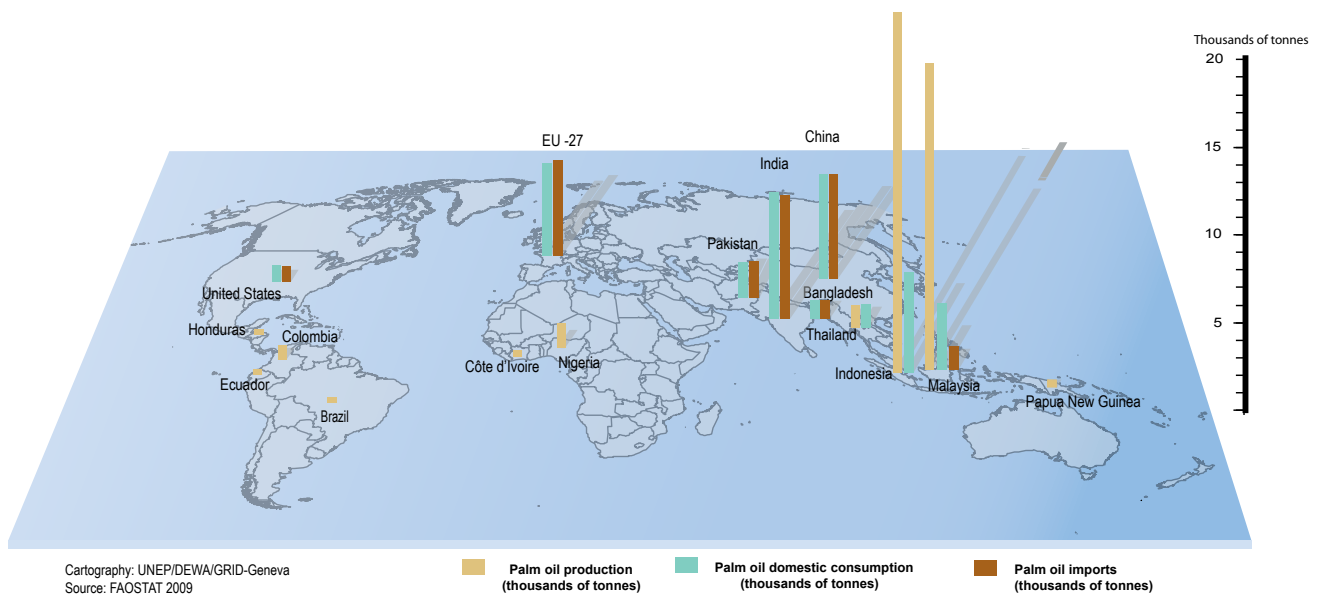 Thousands of tonnes
20
15
10
5
EU -27
China
India
Pakistan
Bangladesh
Thailand
Indonesia
Malaysia
Papua New Guinea
United States
Honduras
Colombia
Ecuador
Brazil
Côte d'Ivoire
Nigeria
Cartography: UNEP/DEWA/GRID-Geneva
Source: FAOSTAT 2009
Palm oil production
(thousands of tonnes)
Palm oil domestic consumption
(thousands of tonnes)
Palm oil imports
(thousands of tonnes)